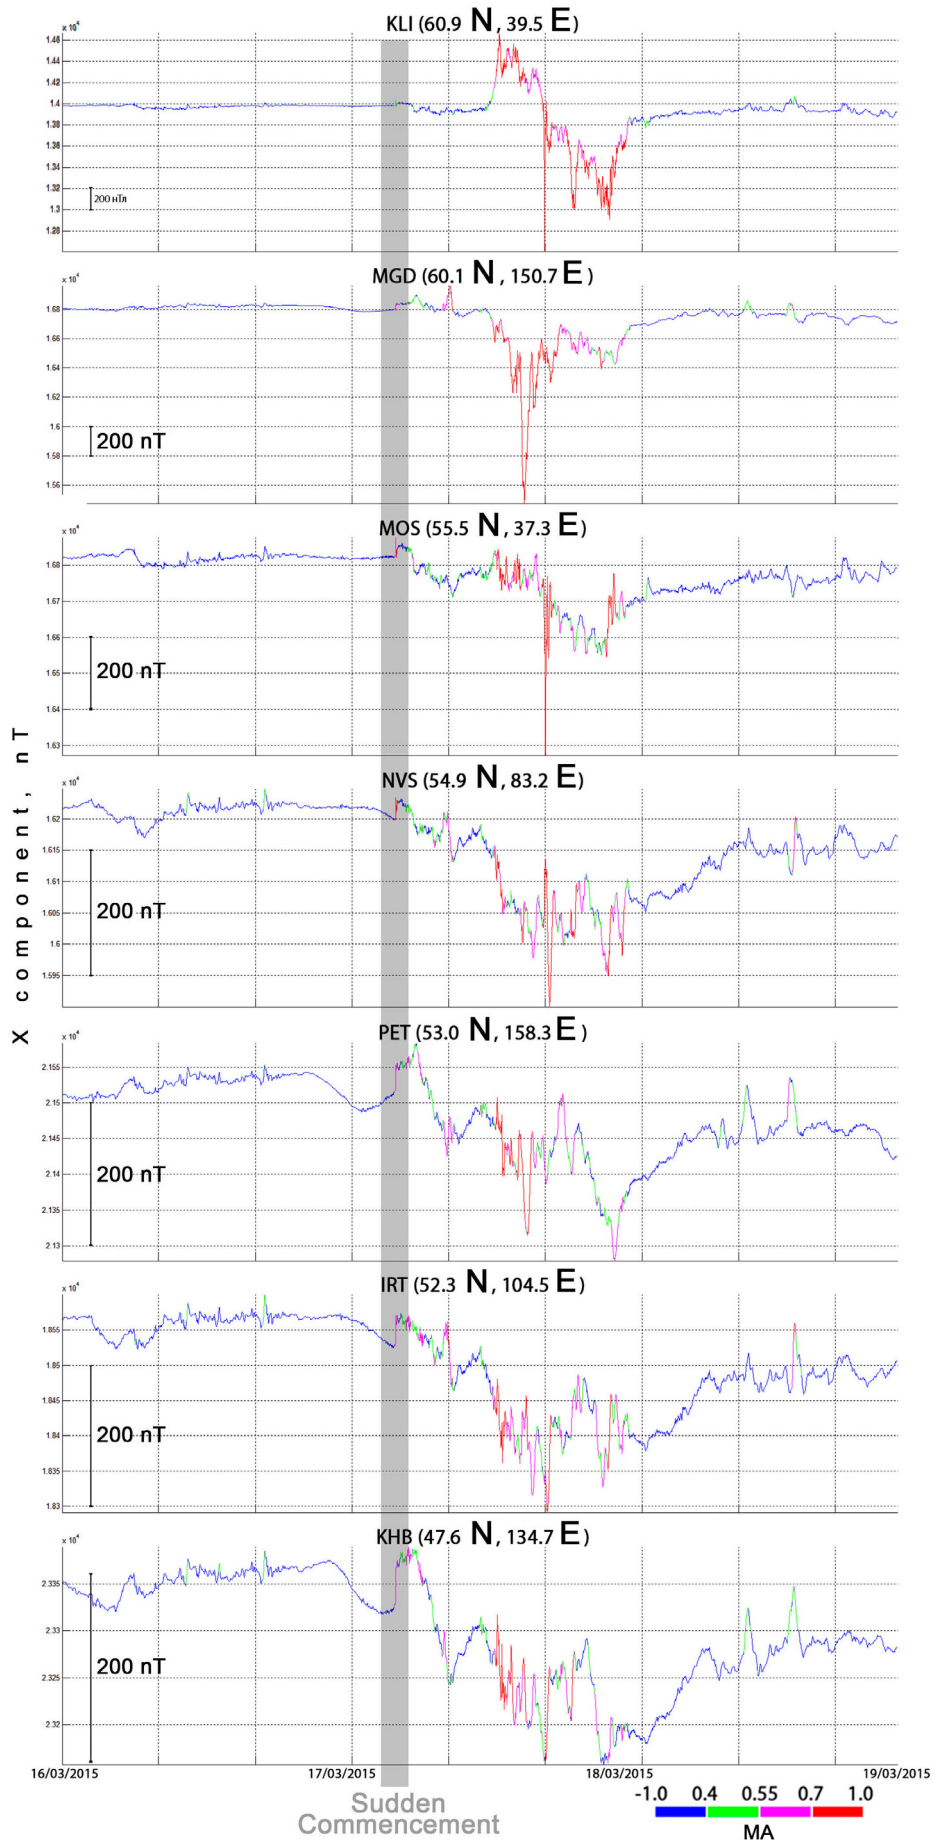 KLI (60.9 N, 39.5 E)
x 10⁴
1.46
1.44
1.42
1.4
1.38
1.36
1.34
1.32
1.3
1.28
200 нТл
MGD (60.1 N, 150.7 E)
x 10⁴
1.68
1.66
1.64
1.62
1.6
1.58
1.56
200 nT
MOS (55.5 N, 37.3 E)
x 10⁴
1.68
1.67
1.66
1.65
1.64
1.63
200 nT
X component, nT
NVS (54.9 N, 83.2 E)
x 10⁴
1.62
1.615
1.61
1.605
1.6
1.595
200 nT
PET (53.0 N, 158.3 E)
x 10⁴
2.155
2.15
2.145
2.14
2.135
2.13
200 nT
IRT (52.3 N, 104.5 E)
x 10⁴
1.855
1.85
1.845
1.84
1.835
1.83
200 nT
KHB (47.6 N, 134.7 E)
x 10⁴
2.335
2.33
2.325
2.32
200 nT
16/03/2015 17/03/2015 18/03/2015 19/03/2015
Sudden
Commencement
-1.0 0.4 0.55 0.7 1.0
MA